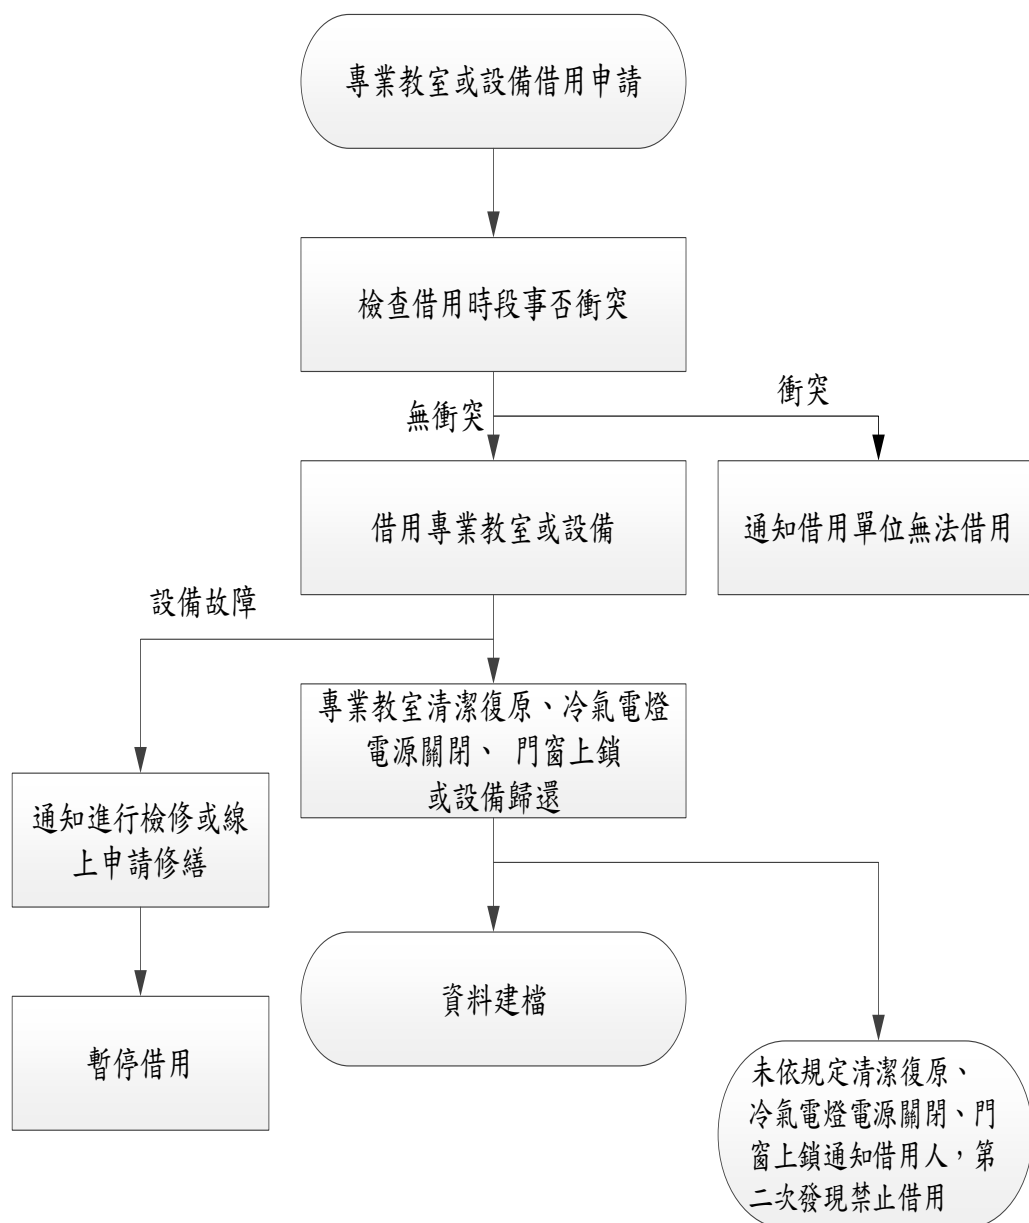 專業教室或設備借用申請
檢查借用時段事否衝突
衝突
無衝突
借用專業教室或設備
通知借用單位無法借用
設備故障
專業教室清潔復原、冷氣電燈
電源關閉、 門窗上鎖
或設備歸還
通知進行檢修或線
上申請修繕
資料建檔
暫停借用
未依規定清潔復原、
冷氣電燈電源關閉、門
窗上鎖通知借用人，第
二次發現禁止借用